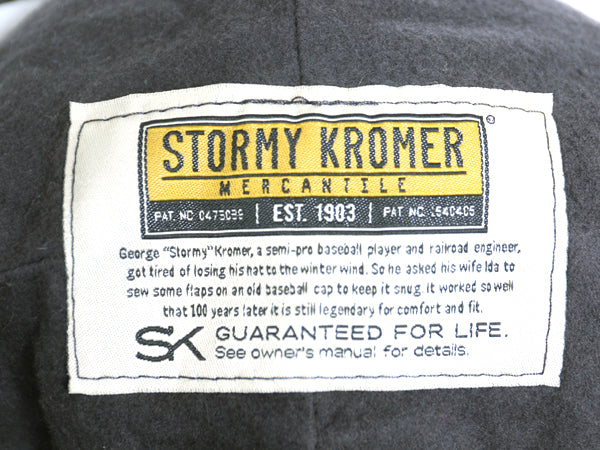 STORMY KROMER
®
MERCANTILE
PAT NO | EST. 1903 | PAT NO 1540405
George "Stormy" Kromer, a semi-pro baseball player and railroad engineer,
got tired of losing his hat to the winter wind. So he asked his wife Ida to
sew some flaps on an old baseball cap to keep it snug. it worked so well
that 100 years later it is still legendary for comfort and fit.
SK GUARANTEED FOR LIFE.
See owner's manual for details.